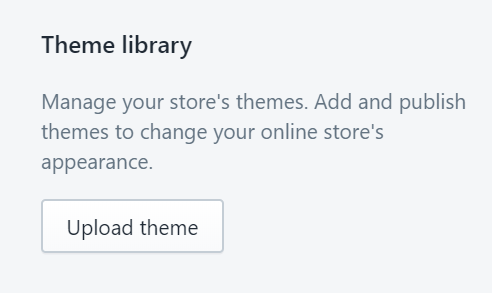 Theme library
Manage your store's themes. Add and publish
themes to change your online store's
appearance.
Upload theme